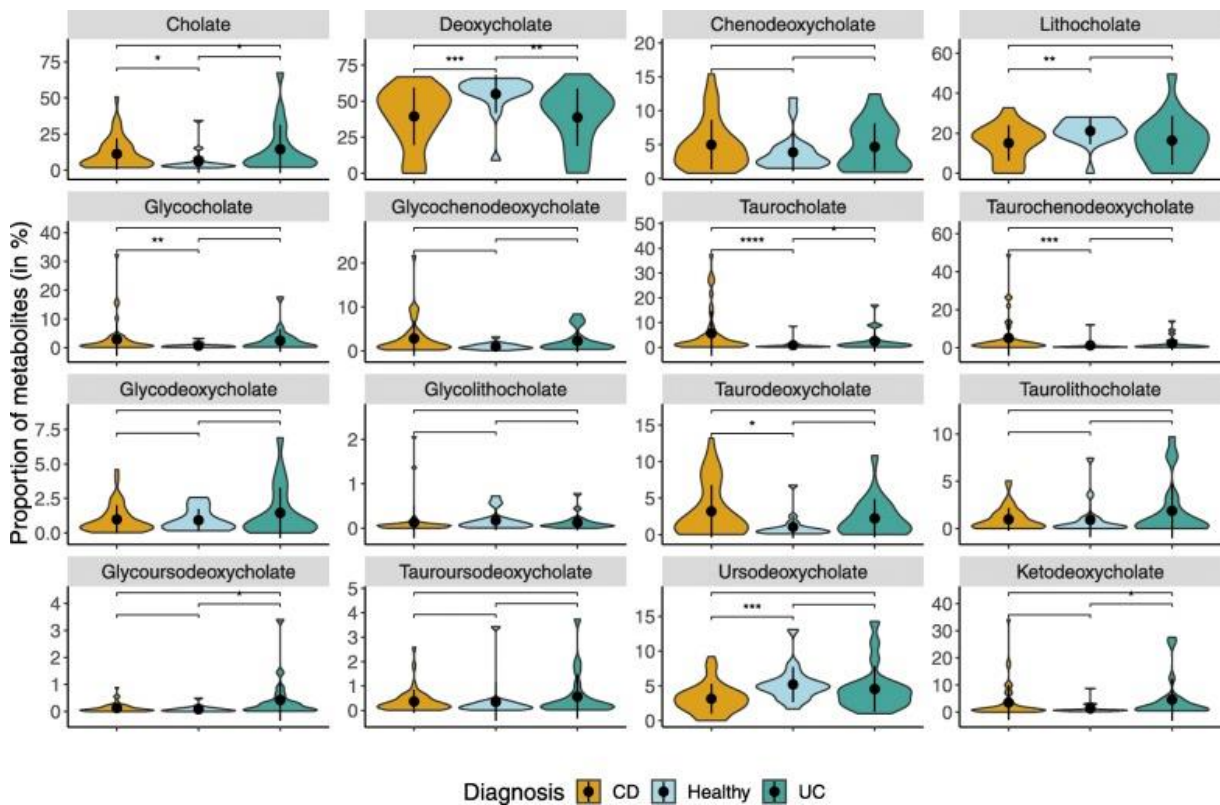 Proportion of metabolites (in %)
Cholate Deoxycholate Chenodeoxycholate Lithocholate
* * *** ** **
75 50 25 0
75 50 25 0
20 15 10 5 0
60 40 20 0
Glycocholate Glycochenodeoxycholate Taurocholate Taurochenodeoxycholate
** **** * ***
40 30 20 10 0
20 10 0
50 40 30 20 10 0
60 40 20 0
Glycodeoxycholate Glycolithocholate Taurodeoxycholate Taurolithocholate
*
7.5 5.0 2.5 0.0
2 1 0
15 10 5 0
10 5 0
Glycoursodeoxycholate Tauroursodeoxycholate Ursodeoxycholate Ketodeoxycholate
* *** *
4 3 2 1 0
5 4 3 2 1 0
15 10 5 0
40 30 20 10 0
Diagnosis CD Healthy UC